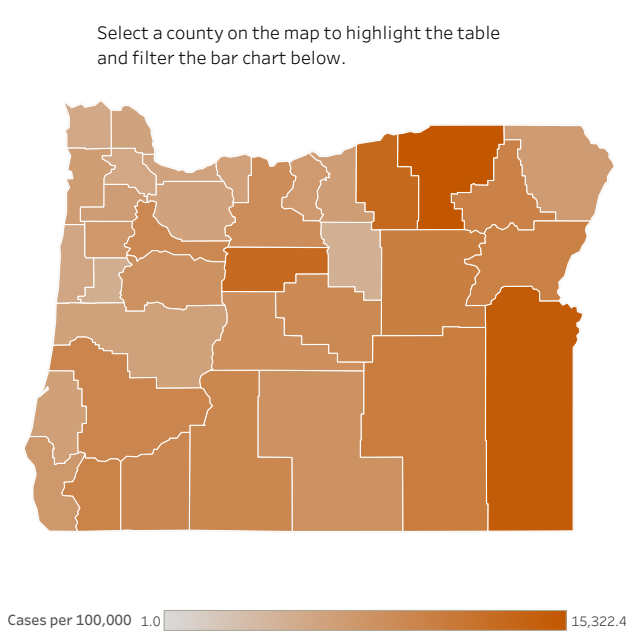 Select a county on the map to highlight the table
and filter the bar chart below.
Cases per 100,000 1.0 15,322.4